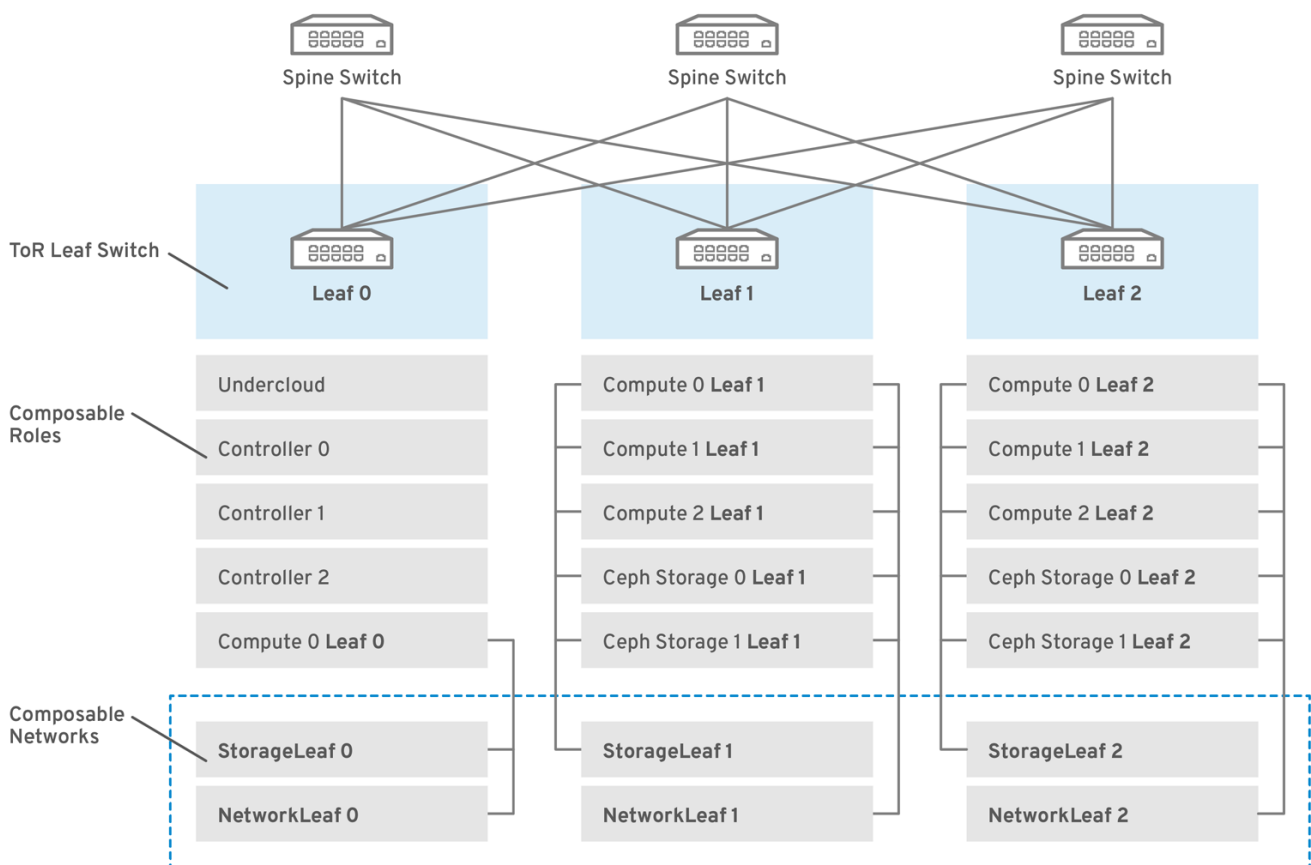 Spine Switch
Spine Switch
Spine Switch
ToR Leaf Switch
Leaf 0
Leaf 1
Leaf 2
Composable
Roles
Undercloud
Controller 0
Controller 1
Controller 2
Compute 0 Leaf 0
Compute 0 Leaf 1
Compute 1 Leaf 1
Compute 2 Leaf 1
Ceph Storage 0 Leaf 1
Ceph Storage 1 Leaf 1
Compute 0 Leaf 2
Compute 1 Leaf 2
Compute 2 Leaf 2
Ceph Storage 0 Leaf 2
Ceph Storage 1 Leaf 2
Composable
Networks
StorageLeaf 0
NetworkLeaf 0
StorageLeaf 1
NetworkLeaf 1
StorageLeaf 2
NetworkLeaf 2